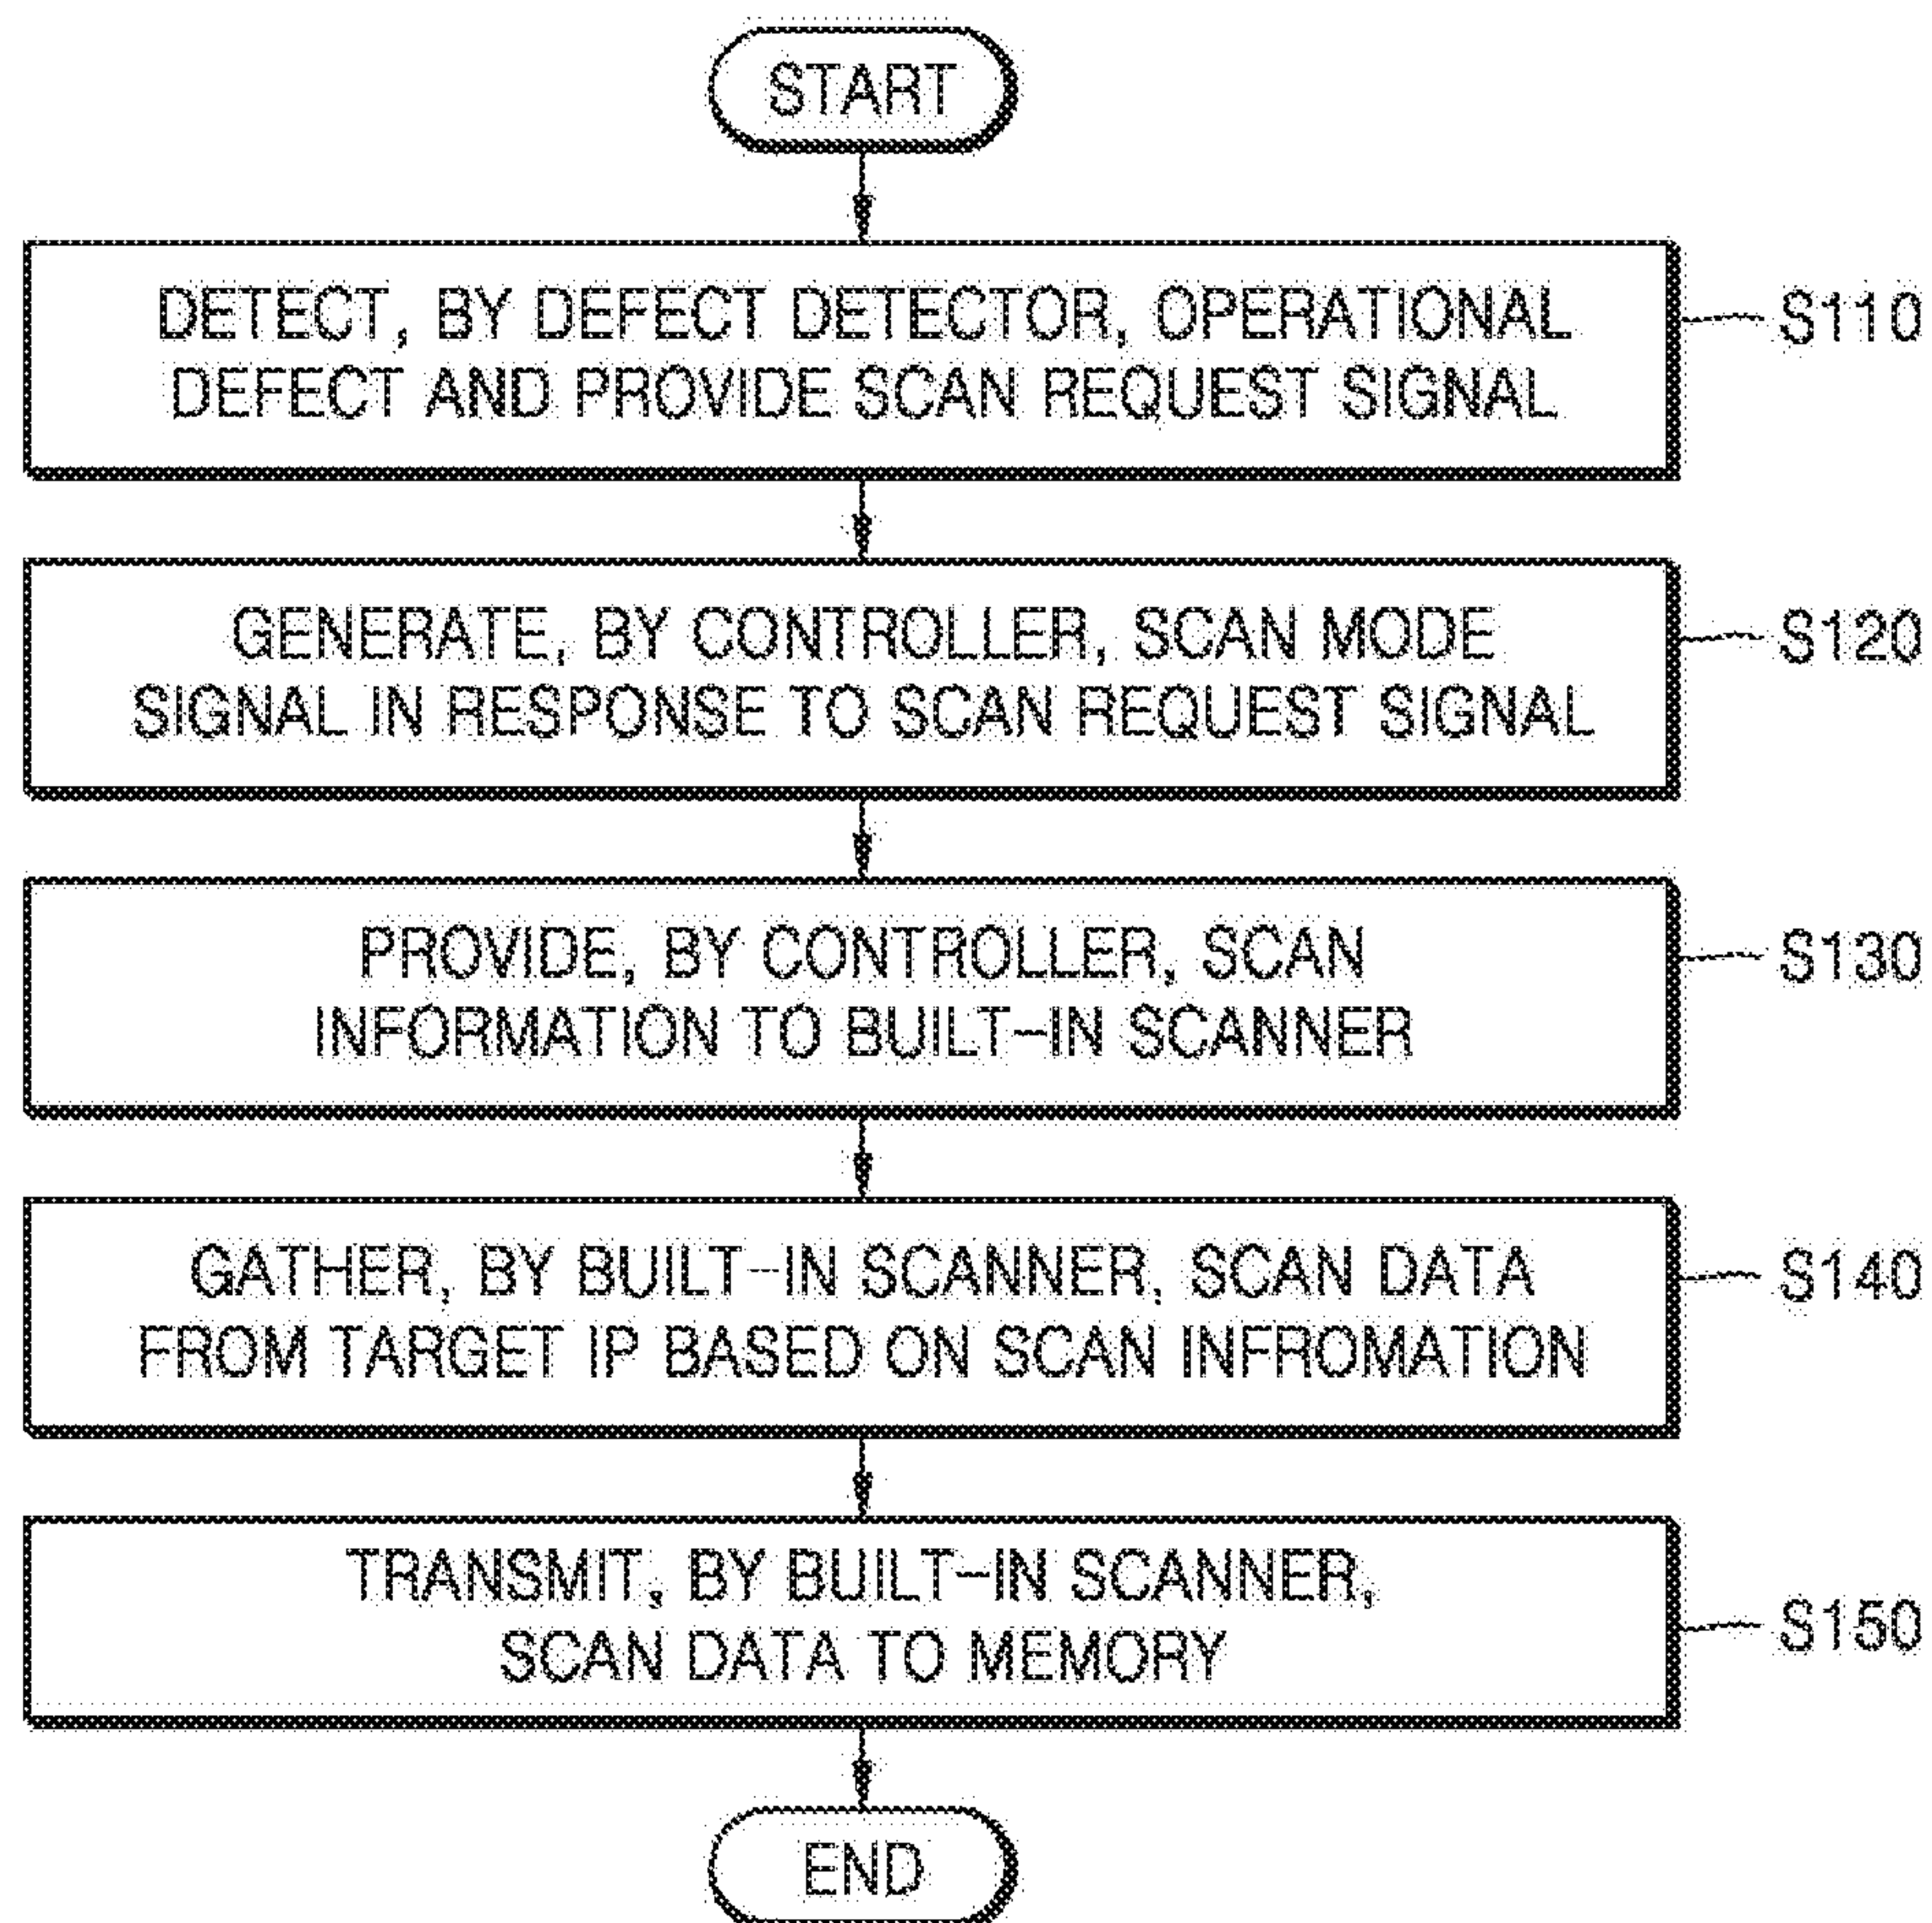 START
DETECT, BY DEFECT DETECTOR, OPERATIONAL
DEFECT AND PROVIDE SCAN REQUEST SIGNAL
S110
GENERATE, BY CONTROLLER, SCAN MODE
SIGNAL IN RESPONSE TO SCAN REQUEST SIGNAL
S120
PROVIDE, BY CONTROLLER, SCAN
INFORMATION TO BUILT-IN SCANNER
S130
GATHER, BY BUILT-IN SCANNER, SCAN DATA
FROM TARGET IP BASED ON SCAN INFROMATION
S140
TRANSMIT, BY BUILT-IN SCANNER,
SCAN DATA TO MEMORY
S150
END